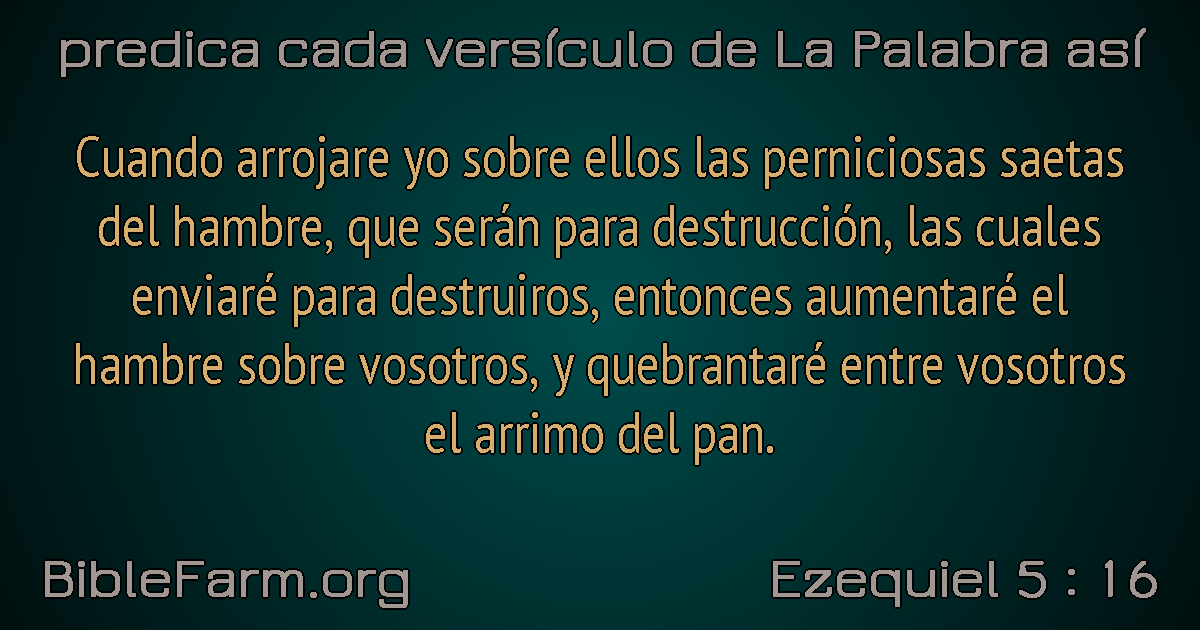 predica cada versículo de La Palabra así
Cuando arrojare yo sobre ellos las perniciosas saetas
del hambre, que serán para destrucción, las cuales
enviaré para destruiros, entonces aumentaré el
hambre sobre vosotros, y quebrantaré entre vosotros
el arrimo del pan.
BibleFarm.org
Ezequiel 5 : 16